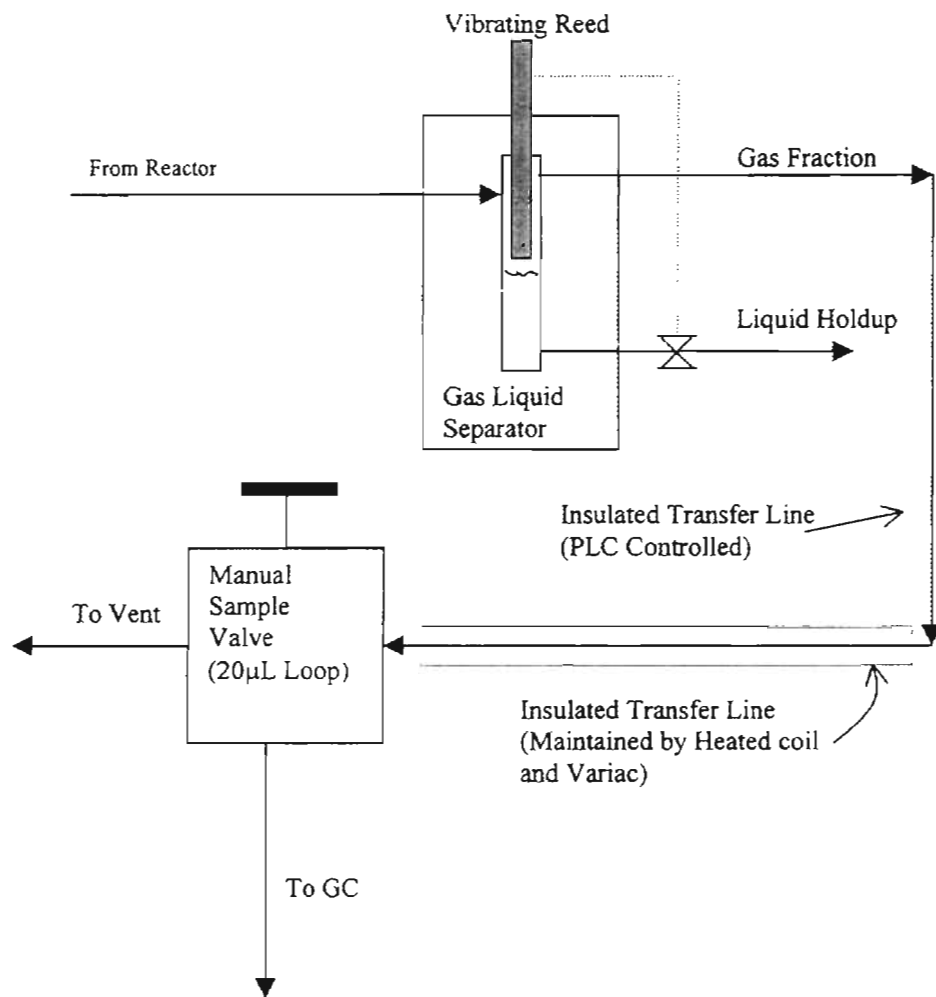 Vibrating Reed
From Reactor
Gas Fraction
Liquid Holdup
Gas Liquid
Separator
Insulated Transfer Line
(PLC Controlled)
Manual
Sample
Valve
(20μL Loop)
To Vent
Insulated Transfer Line
(Maintained by Heated coil
and Variac)
To GC